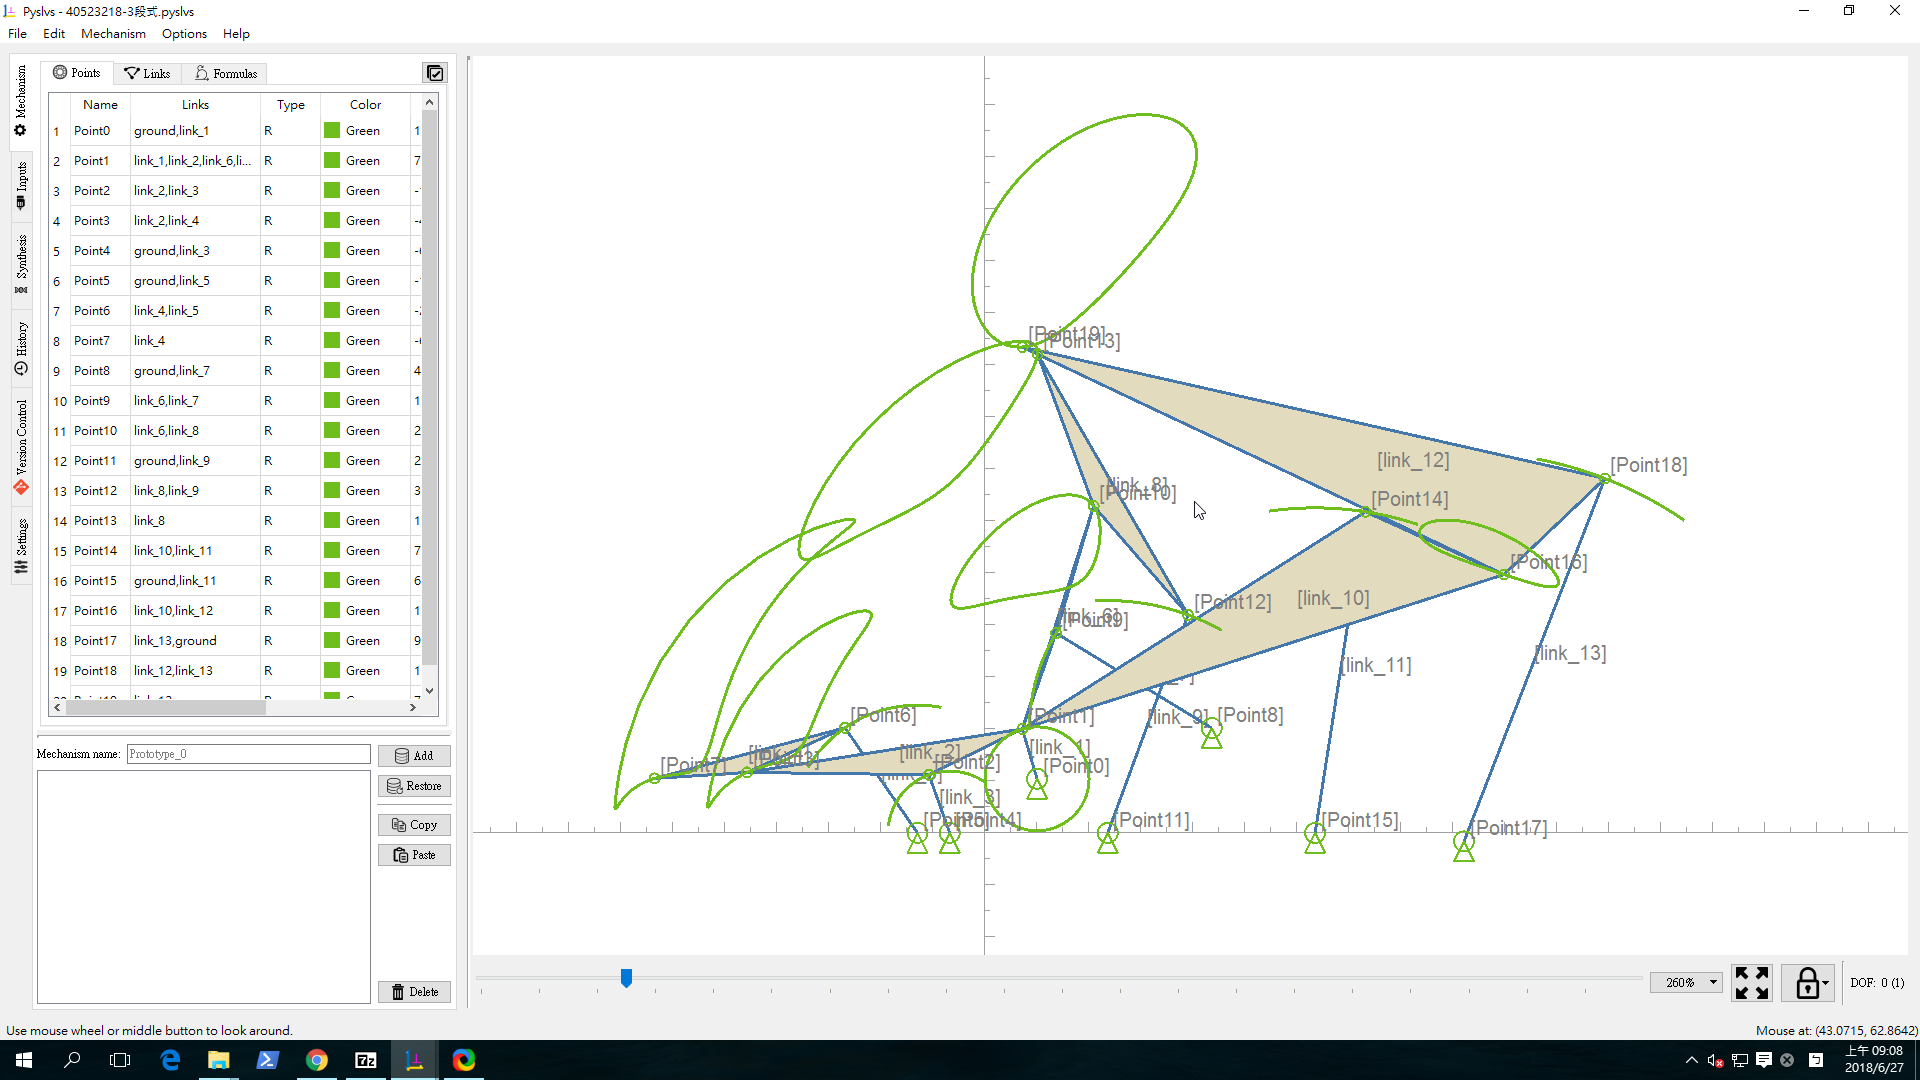 Pyslvs - 40523218-3段式.pyslvs
File Edit Mechanism Options Help
Mechanism
Inputs
Synthesis
History
Version Control
Settings
Points Links Formulas
Name Links Type Color
1 Point0 ground,link_1 R Green 1
2 Point1 link_1,link_2,link_6,li... R Green 7
3 Point2 link_2,link_3 R Green
4 Point3 link_2,link_4 R Green
5 Point4 ground,link_3 R Green
6 Point5 ground,link_5 R Green
7 Point6 link_4,link_5 R Green
8 Point7 link_4 R Green
9 Point8 ground,link_7 R Green 4
10 Point9 link_6,link_7 R Green 1
11 Point10 link_6,link_8 R Green 2
12 Point11 ground,link_9 R Green 2
13 Point12 link_8,link_9 R Green 3
14 Point13 link_8 R Green 1
15 Point14 link_10,link_11 R Green 7
16 Point15 ground,link_11 R Green 6
17 Point16 link_10,link_12 R Green 1
18 Point17 link_13,ground R Green 9
19 Point18 link_12,link_13 R Green 1
Mechanism name: Prototype_0
Add
Restore
Copy
Paste
Delete
[Point19]
[Point13]
[link_12]
[Point18]
[link_8]
[Point10]
[Point14]
[Point16]
[link_10]
[Point12]
[link_6]
[Point9]
[link_11]
[link_13]
[Point6]
[Point1]
[link_9]
[Point8]
[link_2]
[link_1]
[Point7]
[Point2]
[Point0]
[link_3]
[Point5]
[Point4]
[Point11]
[Point15]
[Point17]
260%
DOF: 0 (1)
Use mouse wheel or middle button to look around.
Mouse at: (43.0715, 62.8642)
上午 09:08
2018/6/27